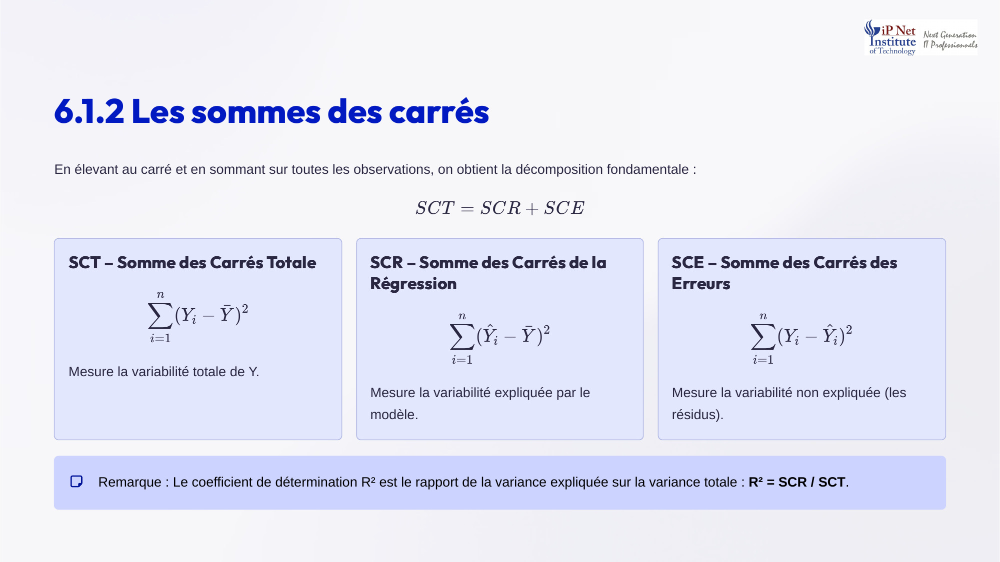 iP Net
Institute
of Technology
Next Generation
IT Professionnels
6.1.2 Les sommes des carrés
En élevant au carré et en sommant sur toutes les observations, on obtient la décomposition fondamentale :
SCT = SCR + SCE
SCT – Somme des Carrés Totale
\sum_{i=1}^{n} (Y_i − \bar{Y})^2
Mesure la variabilité totale de Y.
SCR – Somme des Carrés de la
Régression
\sum_{i=1}^{n} (\hat{Y}_i − \bar{Y})^2
Mesure la variabilité expliquée par le
modèle.
SCE – Somme des Carrés des
Erreurs
\sum_{i=1}^{n} (Y_i − \hat{Y}_i)^2
Mesure la variabilité non expliquée (les
résidus).
Remarque : Le coefficient de détermination R² est le rapport de la variance expliquée sur la variance totale : R² = SCR / SCT.